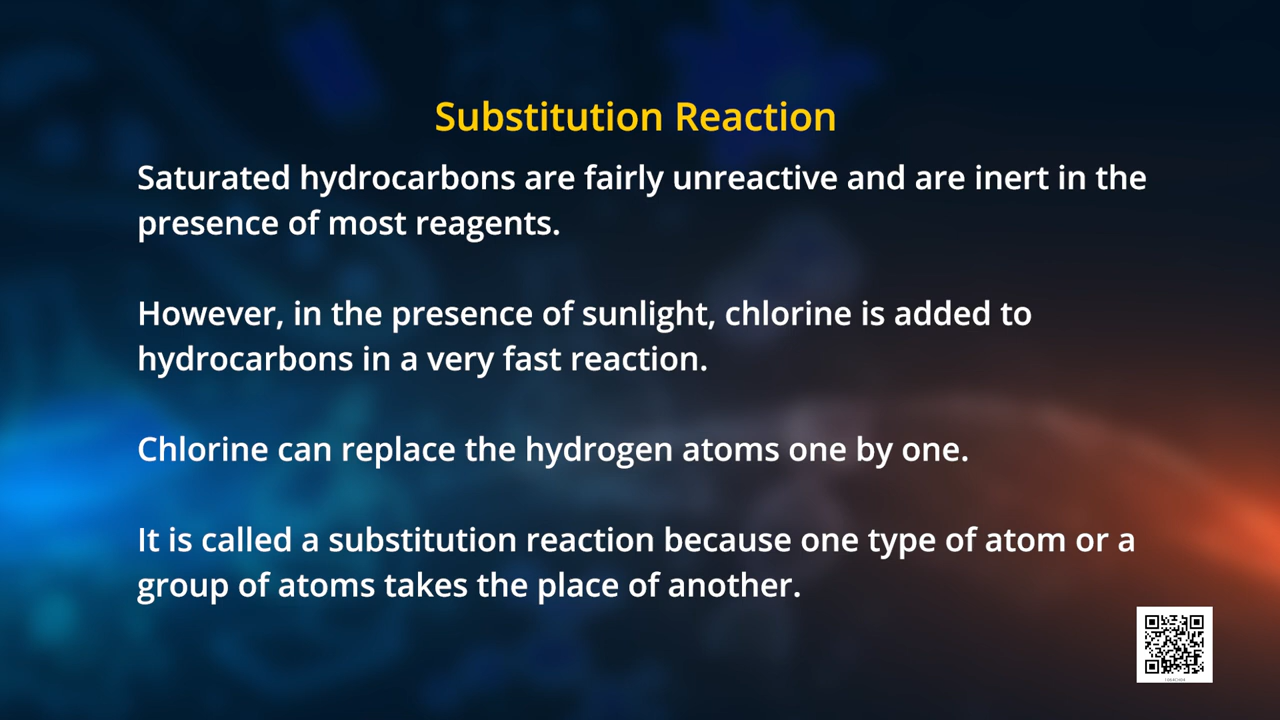 Substitution Reaction
Saturated hydrocarbons are fairly unreactive and are inert in the
presence of most reagents.
However, in the presence of sunlight, chlorine is added to
hydrocarbons in a very fast reaction.
Chlorine can replace the hydrogen atoms one by one.
It is called a substitution reaction because one type of atom or a
group of atoms takes the place of another.